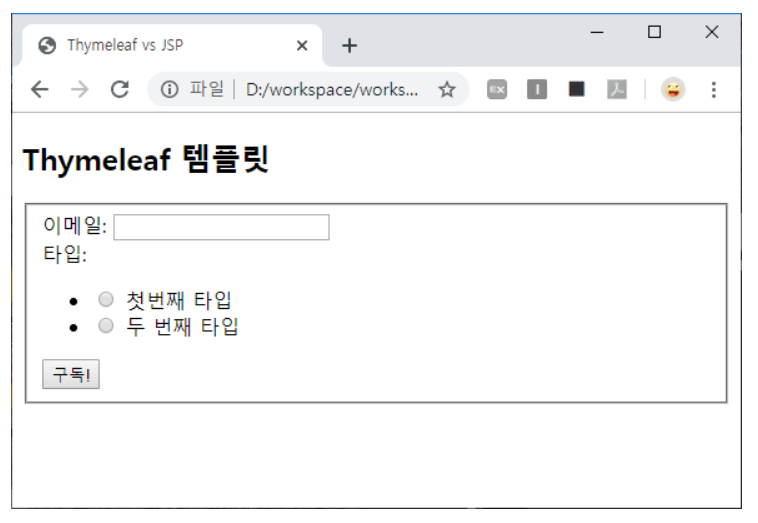 Thymeleaf vs JSP
파일 D:/workspace/works...
EX I
Thymeleaf 템플릿
이메일:
타입:
첫번째 타입
두 번째 타입
구독!